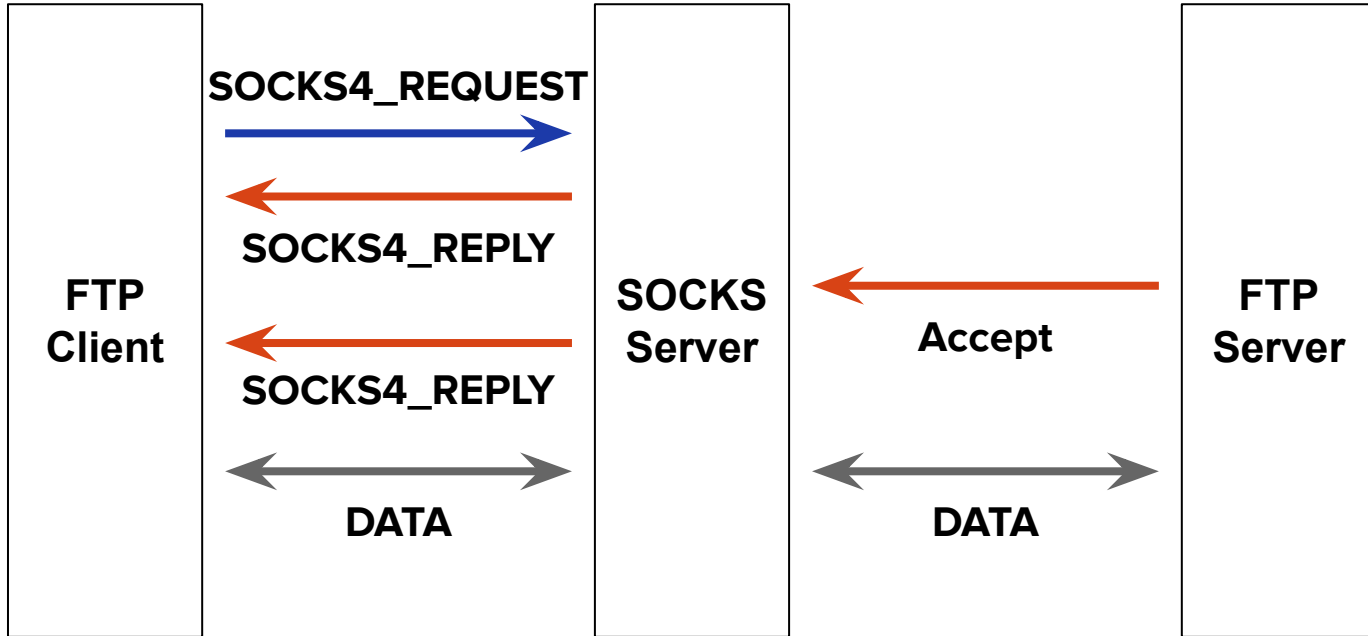 SOCKS4_REQUEST
SOCKS4_REPLY
FTP
Client
SOCKS
Server
Accept
FTP
Server
SOCKS4_REPLY
DATA
DATA